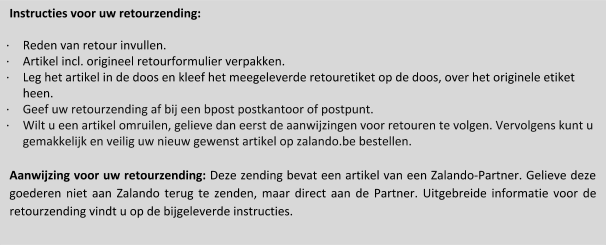 Instructies voor uw retourzending:
· Reden van retour invullen.
· Artikel incl. origineel retourformulier verpakken.
· Leg het artikel in de doos en kleef het meegeleverde retouretiket op de doos, over het originele etiket
heen.
· Geef uw retourzending af bij een bpost postkantoor of postpunt.
· Wilt u een artikel omruilen, gelieve dan eerst de aanwijzingen voor retouren te volgen. Vervolgens kunt u
gemakkelijk en veilig uw nieuw gewenst artikel op zalando.be bestellen.
Aanwijzing voor uw retourzending: Deze zending bevat een artikel van een Zalando-Partner. Gelieve deze
goederen niet aan Zalando terug te zenden, maar direct aan de Partner. Uitgebreide informatie voor de
retourzending vindt u op de bijgeleverde instructies.